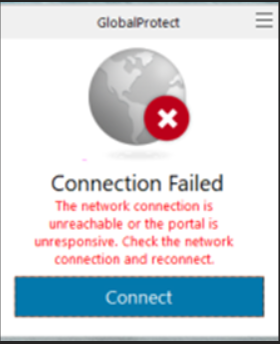 GlobalProtect
Connection Failed
The network connection is
unreachable or the portal is
unresponsive. Check the network
connection and reconnect.
Connect